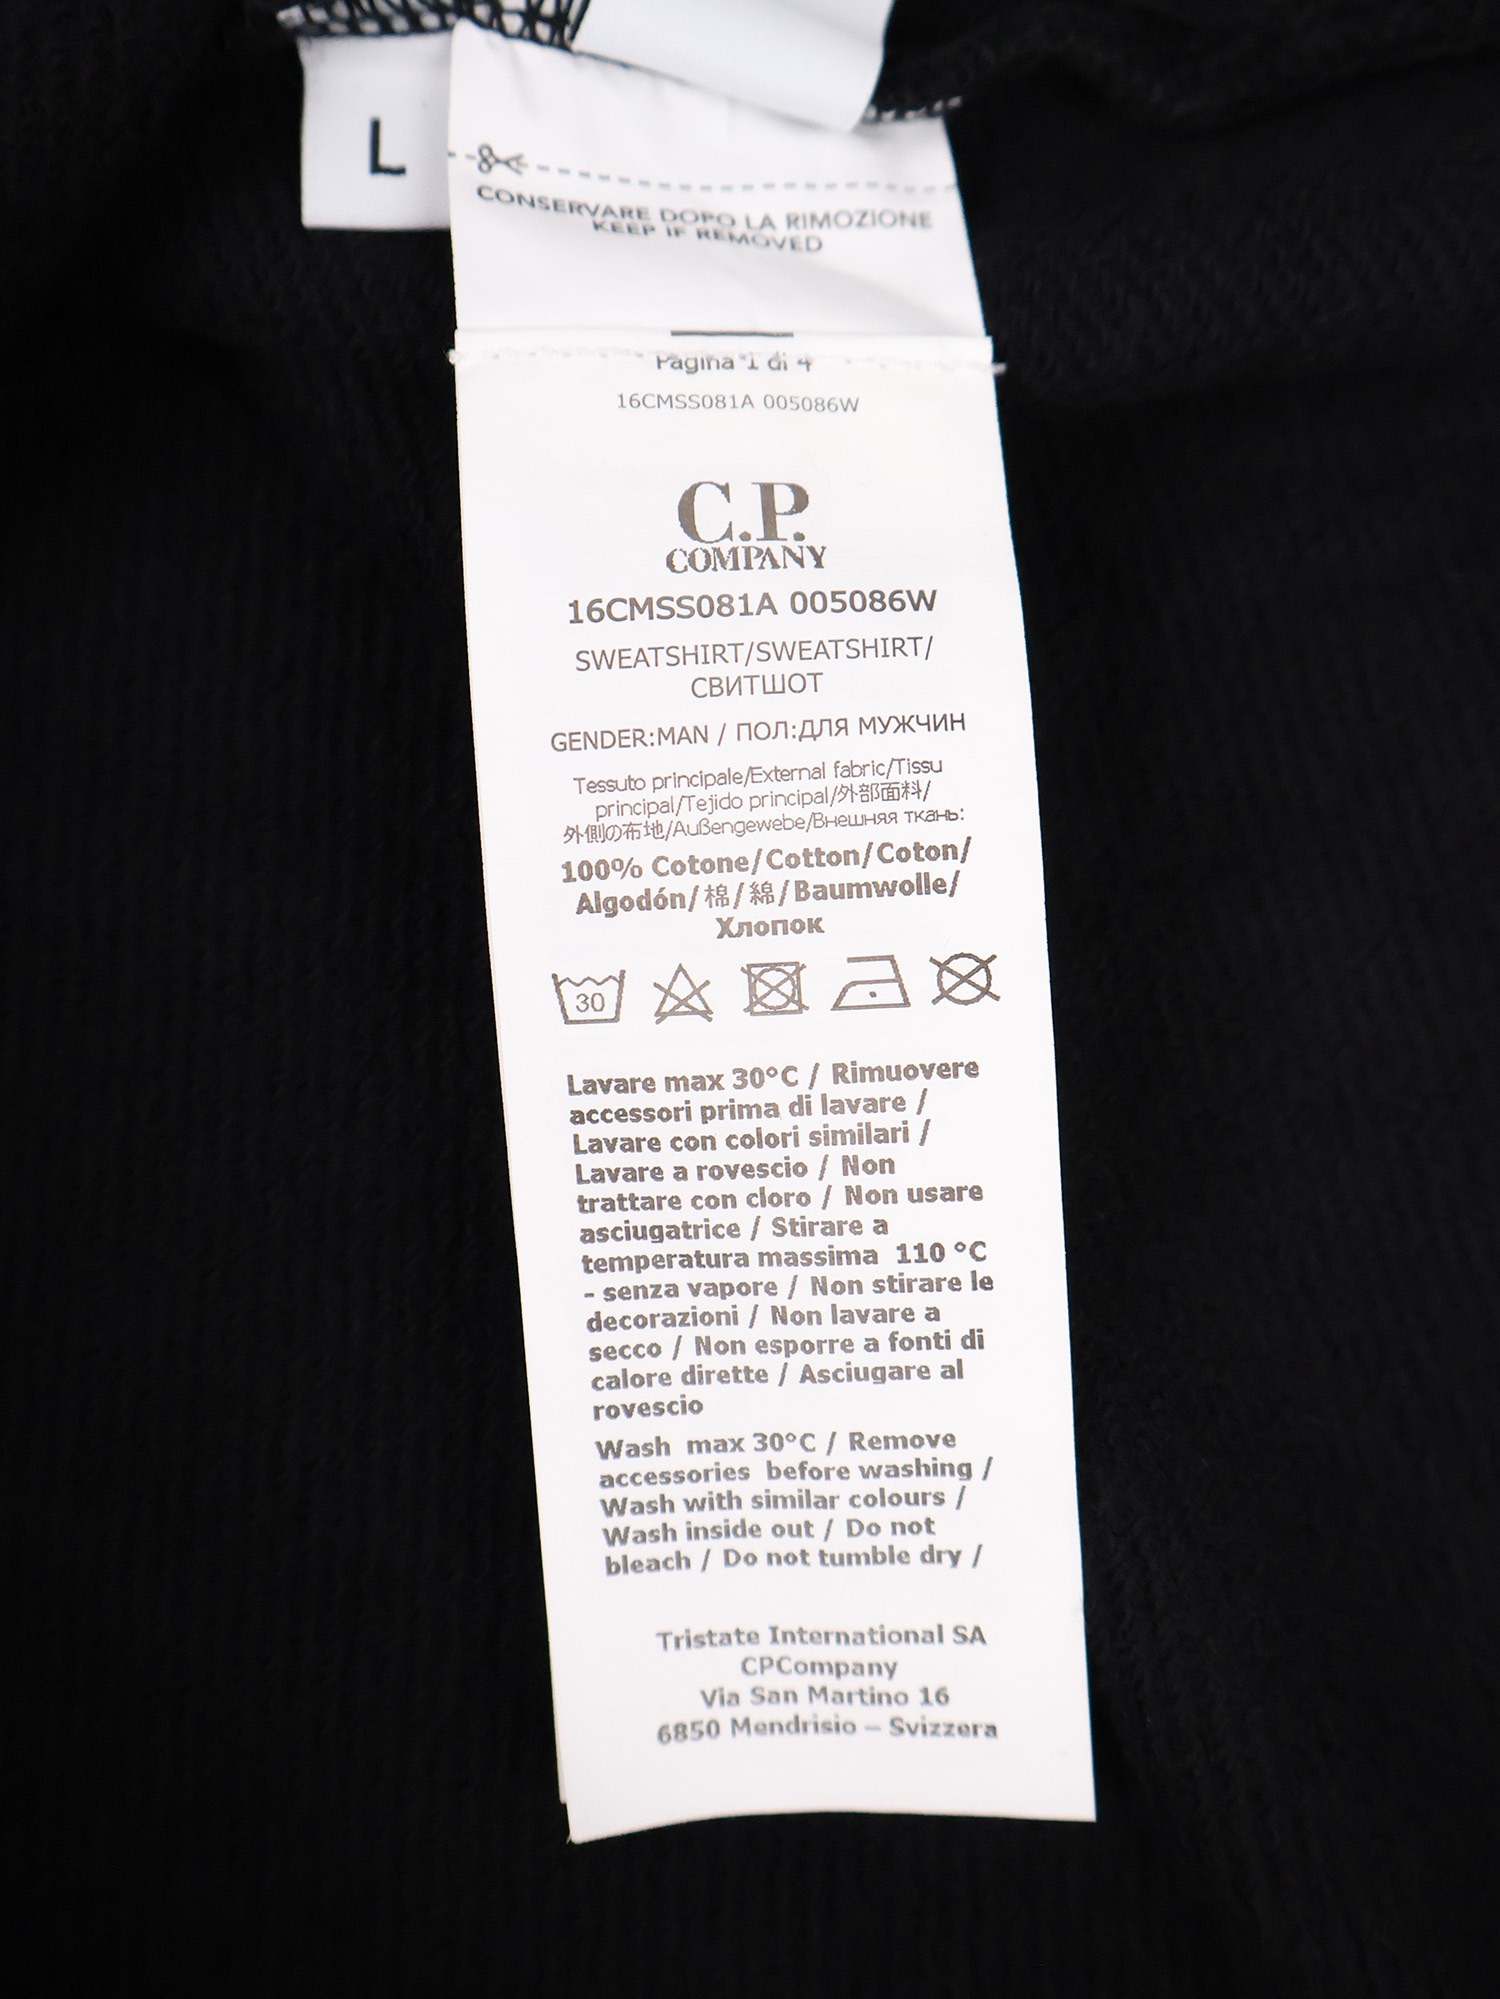 L
CONSERVARE DOPO LA RIMOZIONE
KEEP IF REMOVED
Pagina 1 di 4
16CMSS081A 005086W
C.P.
COMPANY
16CMSS081A 005086W
SWEATSHIRT/SWEATSHIRT/
СВИТШОТ
GENDER:MAN / ПОЛ:ДЛЯ МУЖЧИН
Tessuto principale/External fabric/Tissu
principal/Tejido principal/外部面料/
外側の布地/Außengewebe/Внешняя ткань:
100% Cotone/Cotton/Coton/
Algodón/棉/綿/Baumwolle/
Хлопок
30
Lavare max 30°C / Rimuovere
accessori prima di lavare /
Lavare con colori similari /
Lavare a rovescio / Non
trattare con cloro / Non usare
asciugatrice / Stirare a
temperatura massima 110 °C
- senza vapore / Non stirare le
decorazioni / Non lavare a
secco / Non esporre a fonti di
calore dirette / Asciugare al
rovescio
Wash max 30°C / Remove
accessories before washing /
Wash with similar colours /
Wash inside out / Do not
bleach / Do not tumble dry /
Tristate International SA
CPCompany
Via San Martino 16
6850 Mendrisio – Svizzera